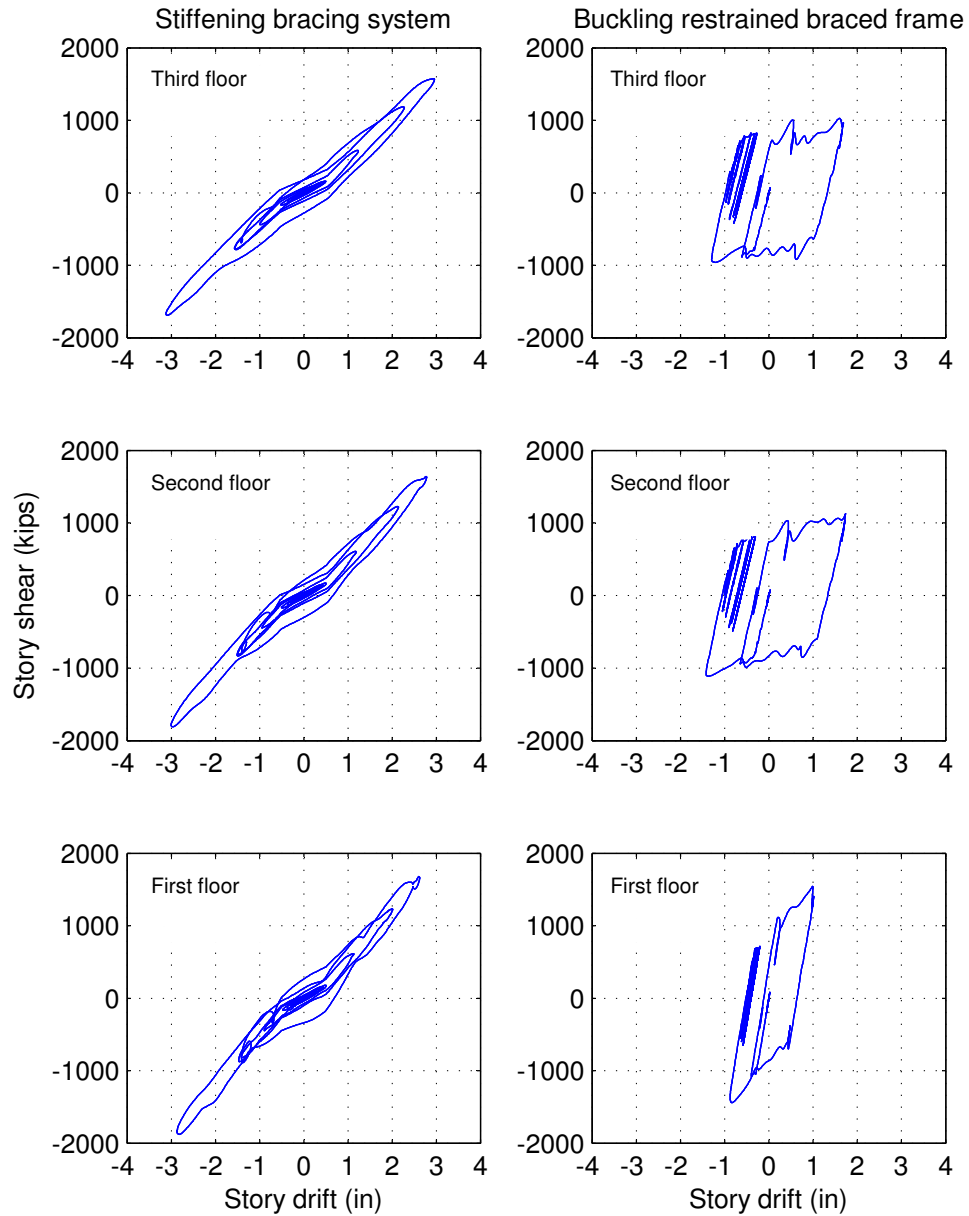 Stiffening bracing system
Buckling restrained braced frame
2000
1000
0
-1000
-2000
Third floor
-4 -3 -2 -1 0 1 2 3 4
2000
1000
0
-1000
-2000
Third floor
-4 -3 -2 -1 0 1 2 3 4
Story shear (kips)
2000
1000
0
-1000
-2000
Second floor
-4 -3 -2 -1 0 1 2 3 4
2000
1000
0
-1000
-2000
Second floor
-4 -3 -2 -1 0 1 2 3 4
2000
1000
0
-1000
-2000
First floor
-4 -3 -2 -1 0 1 2 3 4
Story drift (in)
2000
1000
0
-1000
-2000
First floor
-4 -3 -2 -1 0 1 2 3 4
Story drift (in)